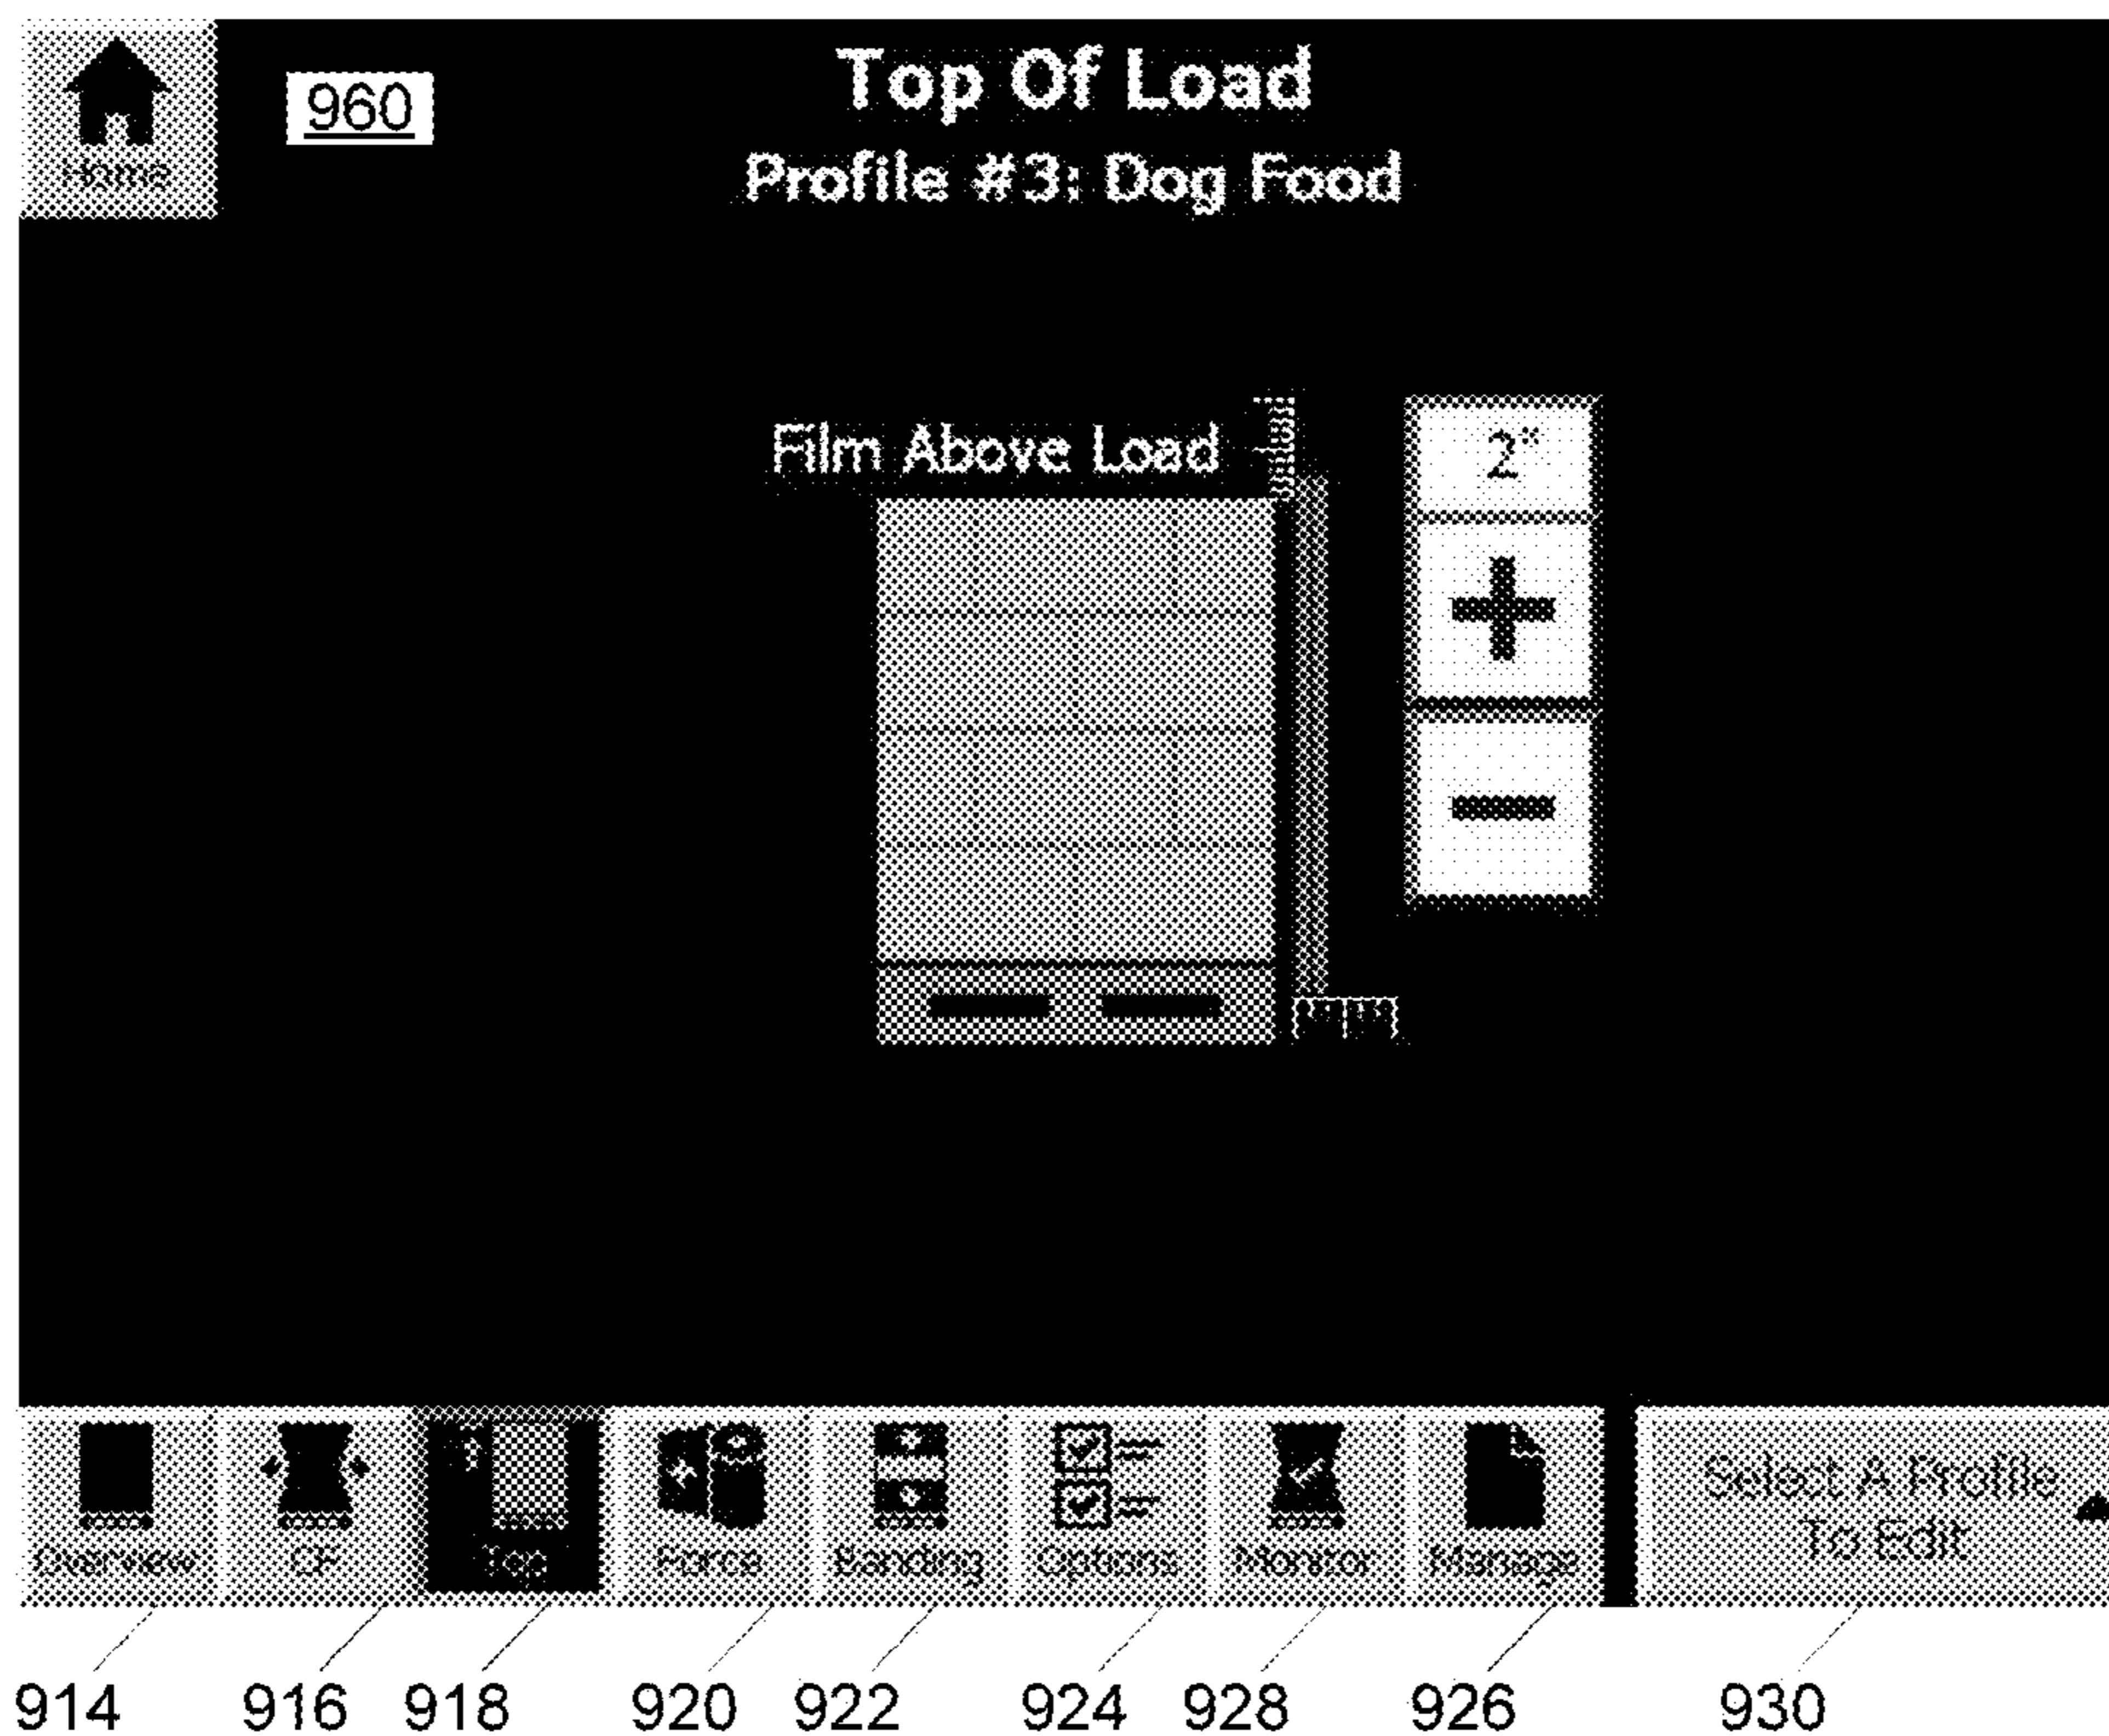 960
Top Of Load
Profile #3: Dog Food
Home
Film Above Load
2"
Overview
CF
Top
Force
Banding
Options
Monitor
Manage
Select A Profile
To Edit
914 916 918 920 922 924 928 926 930